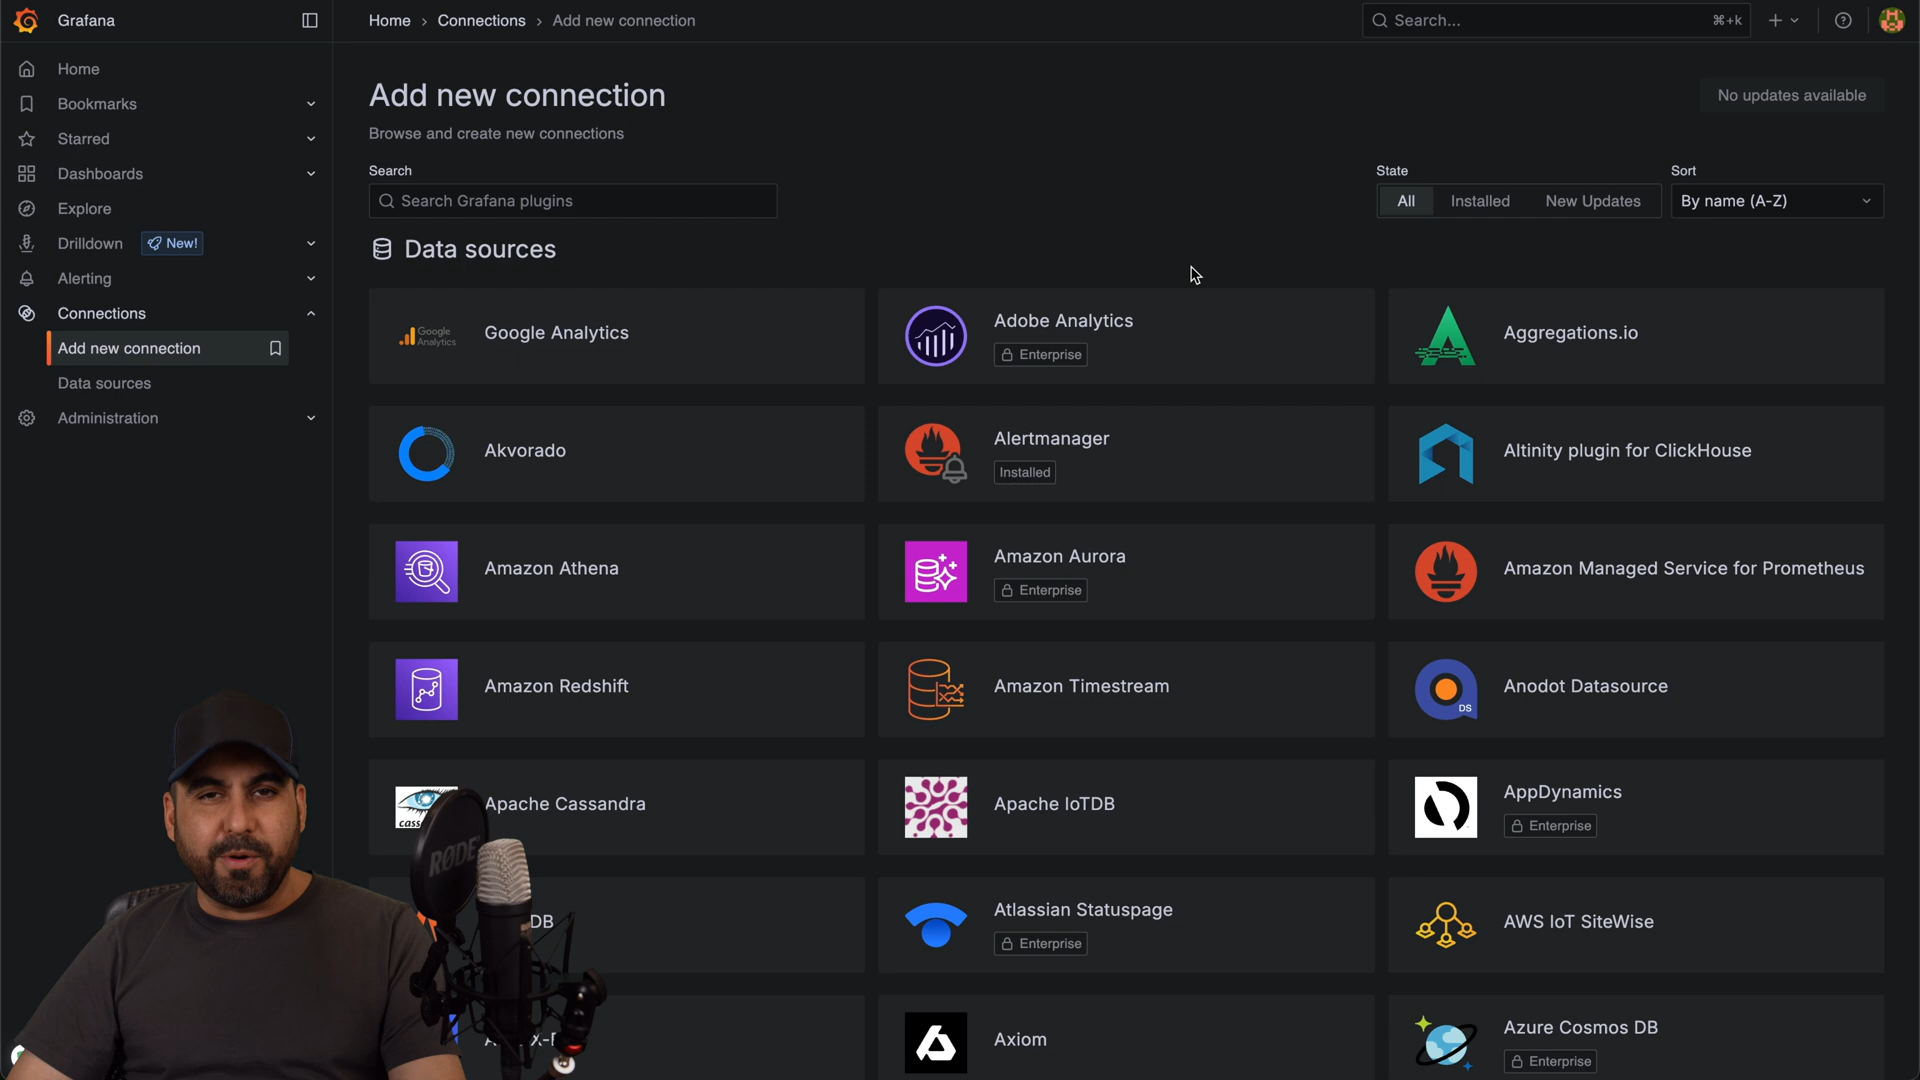 Grafana
Home › Connections › Add new connection
Search...
⌘+k
Home
Bookmarks
Starred
Dashboards
Explore
Drilldown
New!
Alerting
Connections
Add new connection
Data sources
Administration
Add new connection
Browse and create new connections
No updates available
Search
Search Grafana plugins
State
All
Installed
New Updates
Sort
By name (A-Z)
Data sources
Google Analytics
Google Analytics
Adobe Analytics
Enterprise
Aggregations.io
Akvorado
Alertmanager
Installed
Altinity plugin for ClickHouse
Amazon Athena
Amazon Aurora
Enterprise
Amazon Managed Service for Prometheus
Amazon Redshift
Amazon Timestream
DS
Anodot Datasource
Apache Cassandra
Apache IoTDB
AppDynamics
Enterprise
RØDE
DB
Atlassian Statuspage
Enterprise
AWS IoT SiteWise
Axiom
Azure Cosmos DB
Enterprise